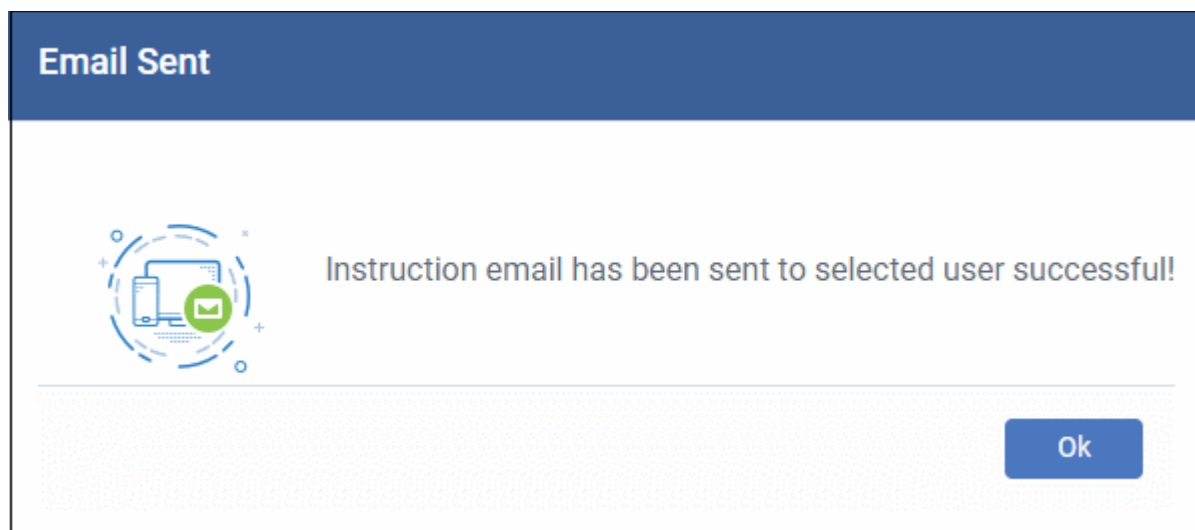 Email Sent
Instruction email has been sent to selected user successful!
Ok